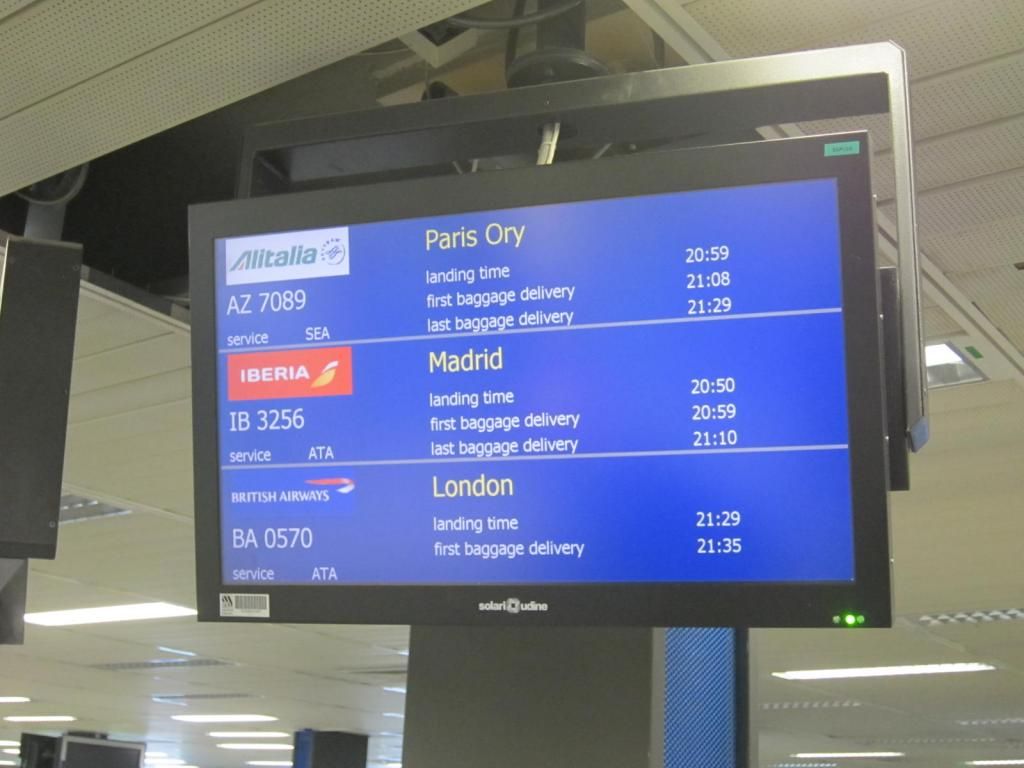 Alitalia
Paris Ory
AZ 7089
landing time 20:59
first baggage delivery 21:08
last baggage delivery 21:29
service SEA
IBERIA
Madrid
IB 3256
landing time 20:50
first baggage delivery 20:59
last baggage delivery 21:10
service ATA
BRITISH AIRWAYS
London
BA 0570
landing time 21:29
first baggage delivery 21:35
service ATA
solari udine